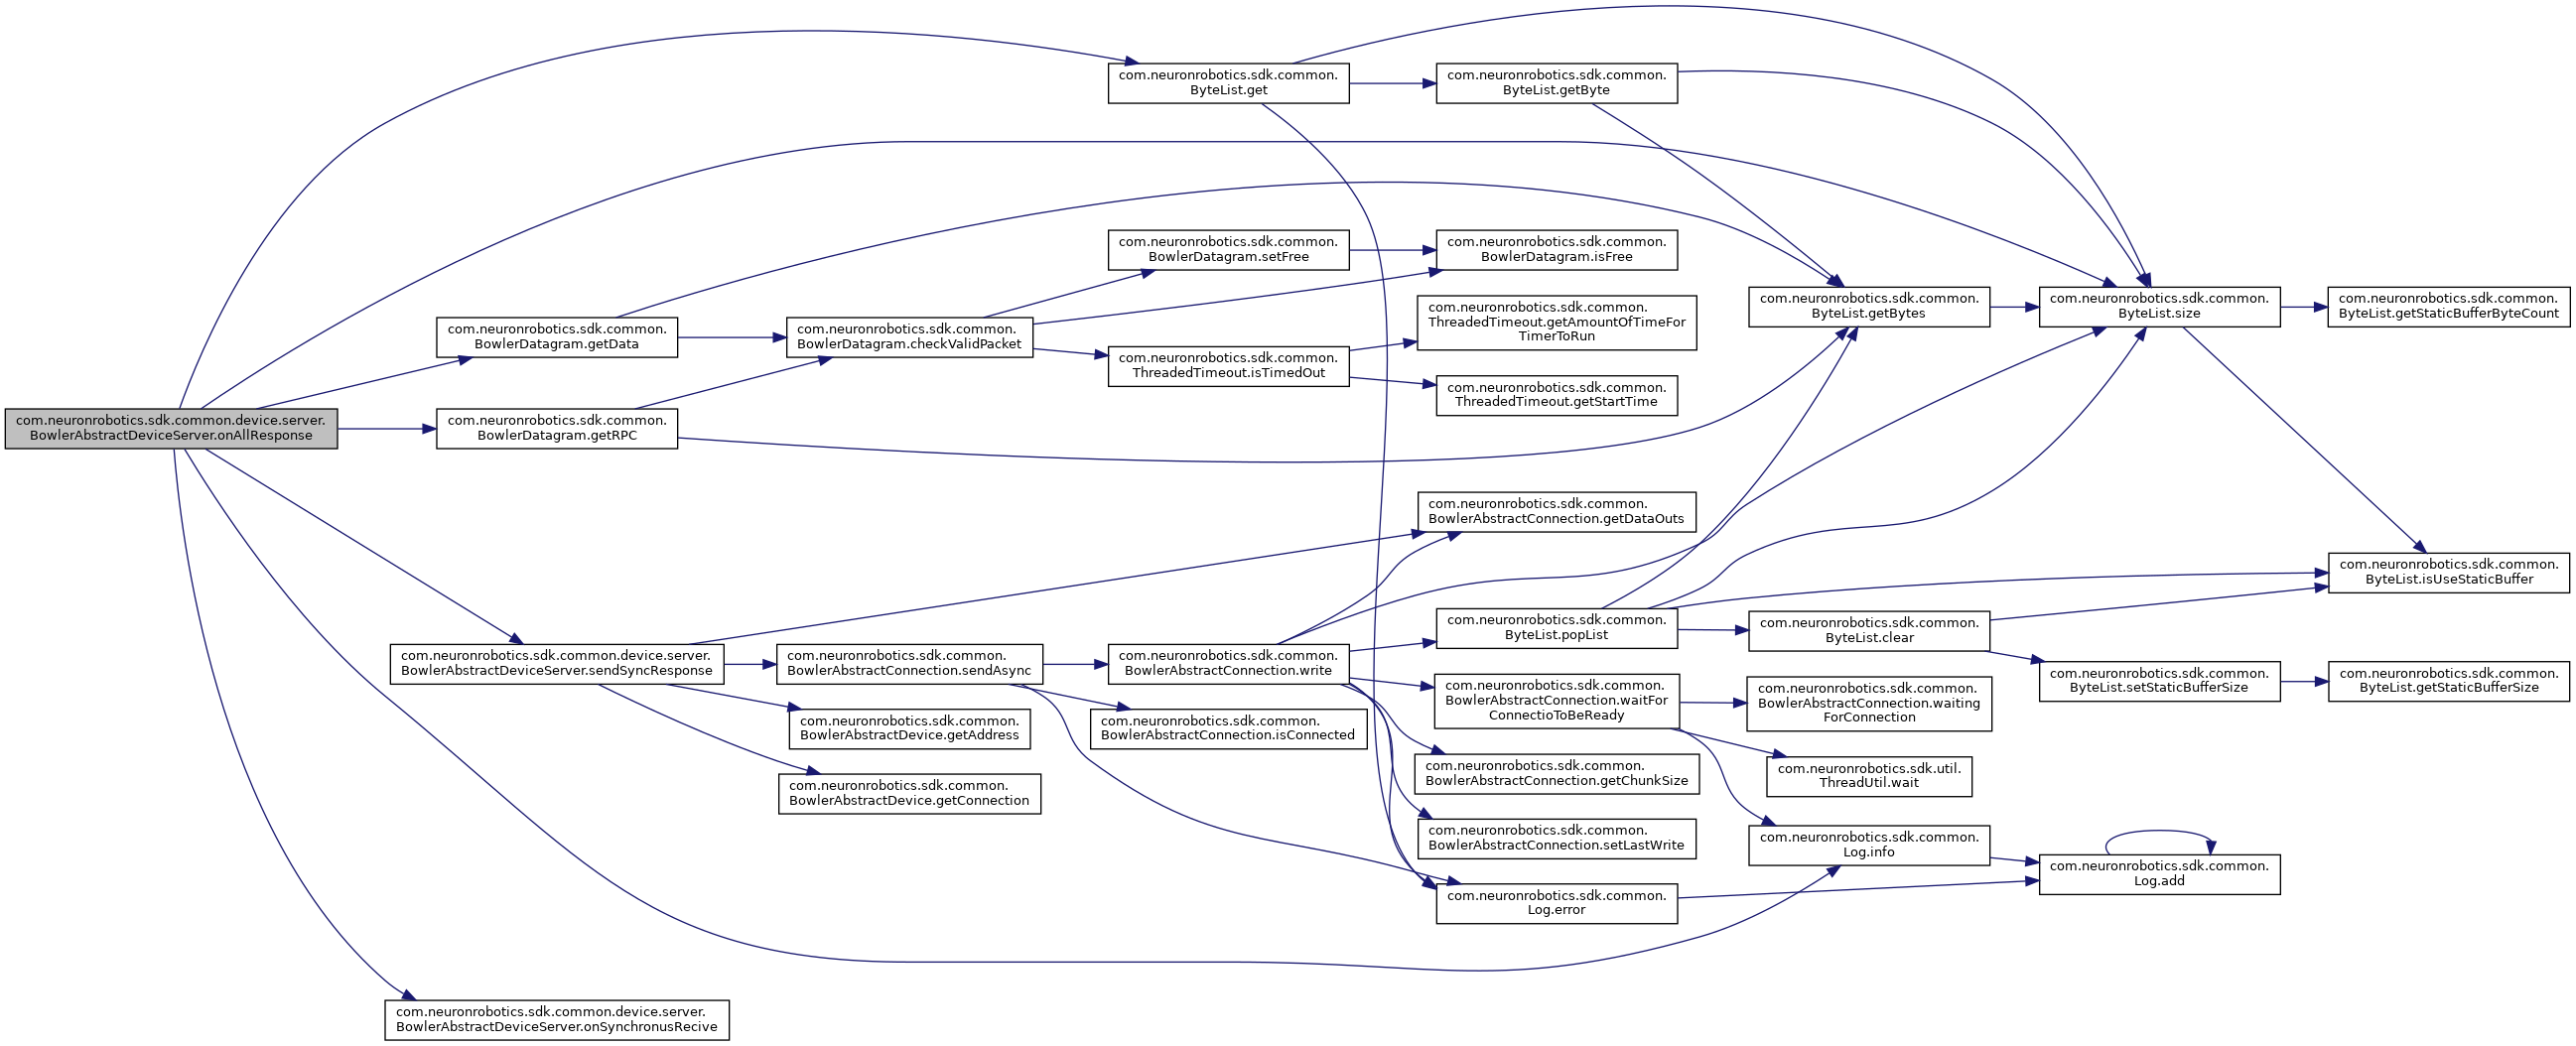 com.neuronrobotics.sdk.common.device.server.
BowlerAbstractDeviceServer.onAllResponse
com.neuronrobotics.sdk.common.
ByteList.get
com.neuronrobotics.sdk.common.
ByteList.getByte
com.neuronrobotics.sdk.common.
BowlerDatagram.setFree
com.neuronrobotics.sdk.common.
BowlerDatagram.isFree
com.neuronrobotics.sdk.common.
BowlerDatagram.getData
com.neuronrobotics.sdk.common.
BowlerDatagram.checkValidPacket
com.neuronrobotics.sdk.common.
ThreadedTimeout.isTimedOut
com.neuronrobotics.sdk.common.
ThreadedTimeout.getAmountOfTimeFor
TimerToRun
com.neuronrobotics.sdk.common.
ThreadedTimeout.getStartTime
com.neuronrobotics.sdk.common.
ByteList.getBytes
com.neuronrobotics.sdk.common.
ByteList.size
com.neuronrobotics.sdk.common.
ByteList.getStaticBufferByteCount
com.neuronrobotics.sdk.common.
BowlerDatagram.getRPC
com.neuronrobotics.sdk.common.
BowlerAbstractConnection.getDataOuts
com.neuronrobotics.sdk.common.
ByteList.isUseStaticBuffer
com.neuronrobotics.sdk.common.device.server.
BowlerAbstractDeviceServer.sendSyncResponse
com.neuronrobotics.sdk.common.
BowlerAbstractConnection.sendAsync
com.neuronrobotics.sdk.common.
BowlerAbstractConnection.write
com.neuronrobotics.sdk.common.
ByteList.popList
com.neuronrobotics.sdk.common.
ByteList.clear
com.neuronrobotics.sdk.common.
ByteList.setStaticBufferSize
com.neuronrobotics.sdk.common.
ByteList.getStaticBufferSize
com.neuronrobotics.sdk.common.
BowlerAbstractDevice.getAddress
com.neuronrobotics.sdk.common.
BowlerAbstractConnection.isConnected
com.neuronrobotics.sdk.common.
BowlerAbstractConnection.waitFor
ConnectioToBeReady
com.neuronrobotics.sdk.common.
BowlerAbstractConnection.waiting
ForConnection
com.neuronrobotics.sdk.common.
BowlerAbstractDevice.getConnection
com.neuronrobotics.sdk.common.
BowlerAbstractConnection.getChunkSize
com.neuronrobotics.sdk.util.
ThreadUtil.wait
com.neuronrobotics.sdk.common.
BowlerAbstractConnection.setLastWrite
com.neuronrobotics.sdk.common.
Log.info
com.neuronrobotics.sdk.common.
Log.error
com.neuronrobotics.sdk.common.
Log.add
com.neuronrobotics.sdk.common.device.server.
BowlerAbstractDeviceServer.onSynchronusRecive